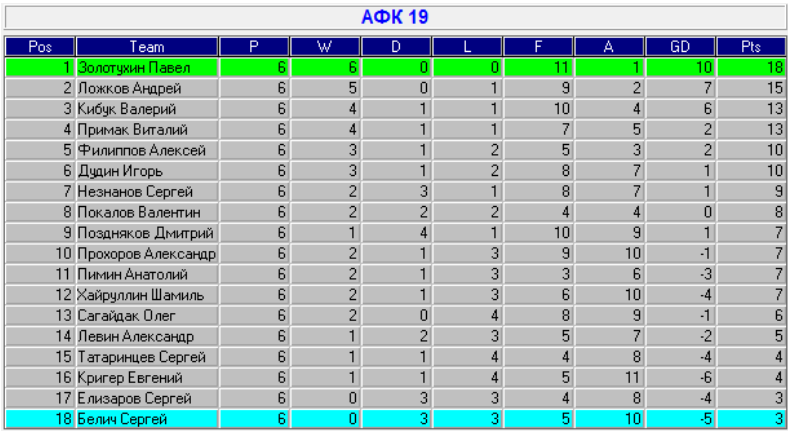 АФК 19
Pos Team P W D L F A GD Pts
1 Золотухин Павел 6 6 0 0 11 1 10 18
2 Ложков Андрей 6 5 0 1 9 2 7 15
3 Кибук Валерий 6 4 1 1 10 4 6 13
4 Примак Виталий 6 4 1 1 7 5 2 13
5 Филиппов Алексей 6 3 1 2 5 3 2 10
6 Дудин Игорь 6 3 1 2 8 7 1 10
7 Незнанов Сергей 6 2 3 1 8 7 1 9
8 Покалов Валентин 6 2 2 2 4 4 0 8
9 Поздняков Дмитрий 6 1 4 1 10 9 1 7
10 Прохоров Александр 6 2 1 3 9 10 -1 7
11 Пимин Анатолий 6 2 1 3 3 6 -3 7
12 Хайруллин Шамиль 6 2 1 3 6 10 -4 7
13 Сагайдак Олег 6 2 0 4 8 9 -1 6
14 Левин Александр 6 1 2 3 5 7 -2 5
15 Татаринцев Сергей 6 1 1 4 4 8 -4 4
16 Кригер Евгений 6 1 1 4 5 11 -6 4
17 Елизаров Сергей 6 0 3 3 4 8 -4 3
18 Белич Сергей 6 0 3 3 5 10 -5 3